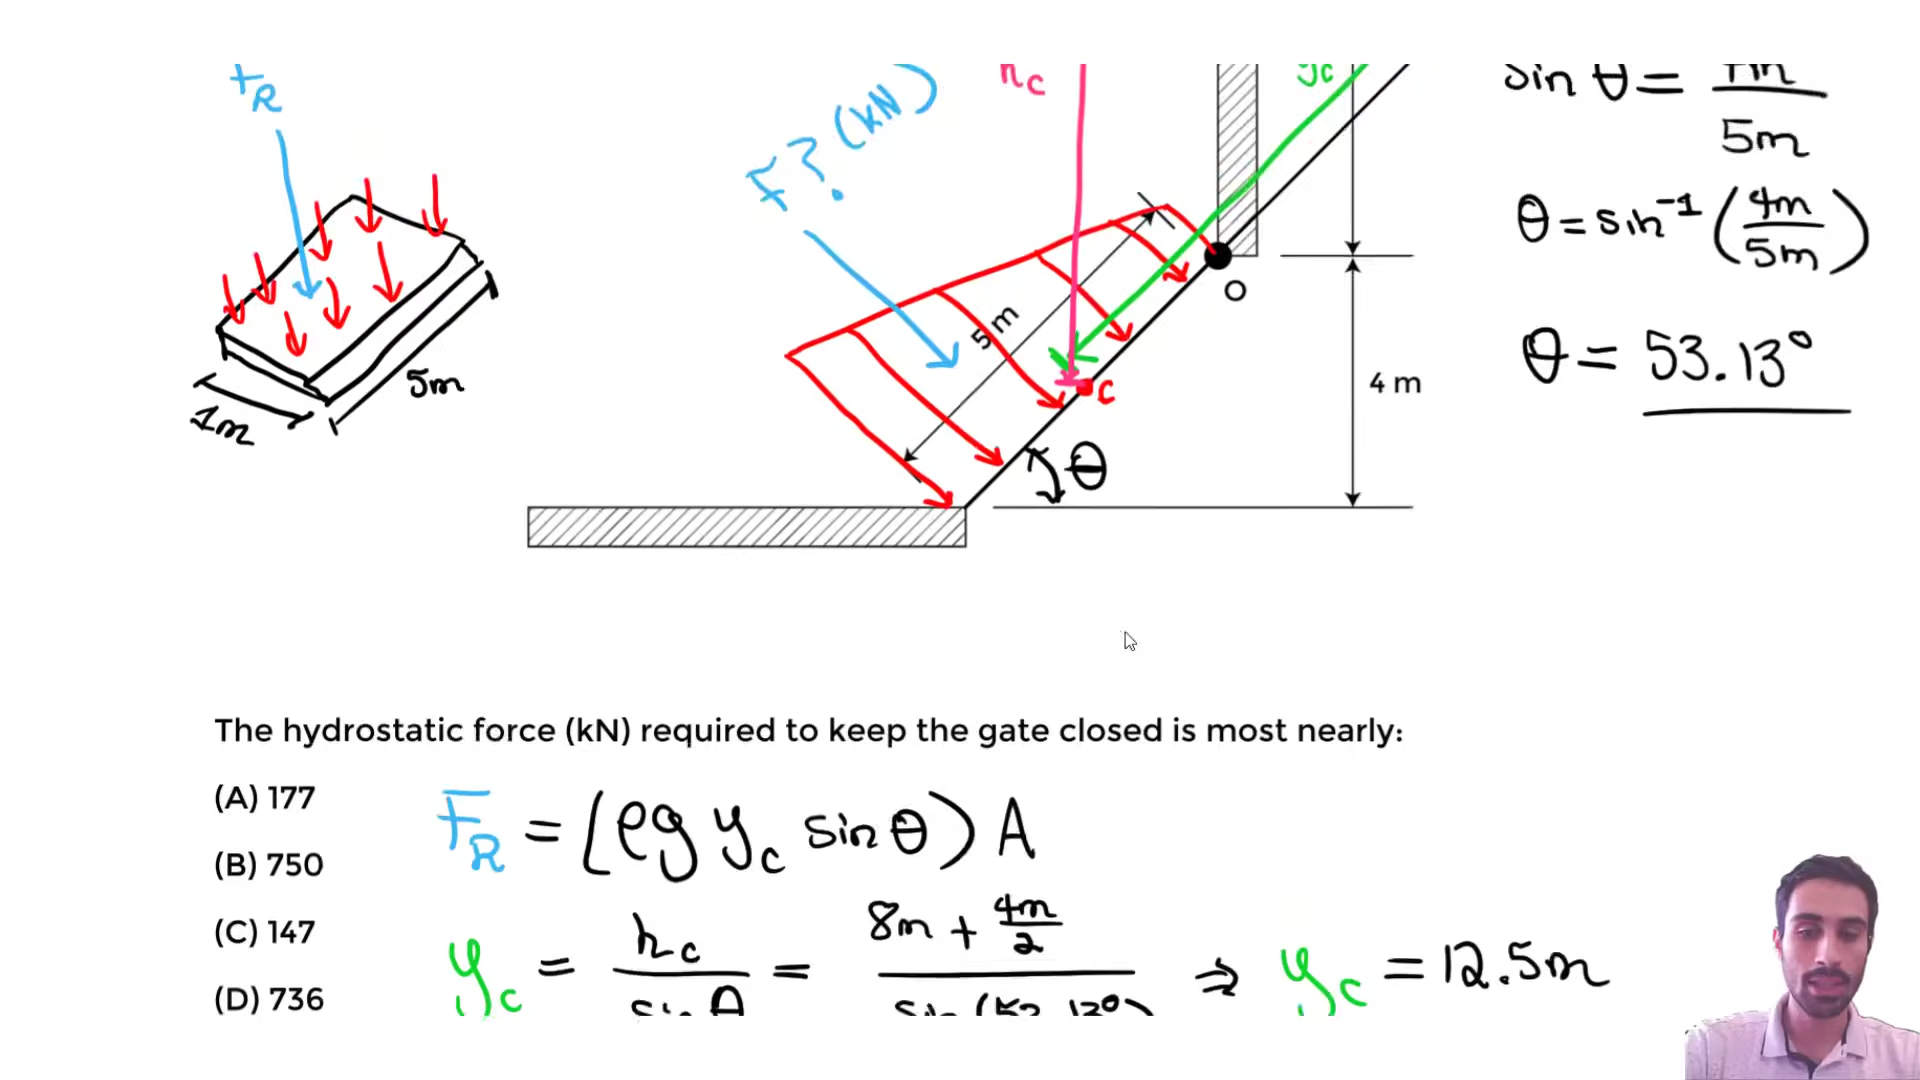 F_R
F? (kN)
h_C
y_C
sin θ = 4m / 5m
θ = sin⁻¹ (4m / 5m)
θ = 53.13°
1m
5m
5 m
O
C
4 m
θ
The hydrostatic force (kN) required to keep the gate closed is most nearly:
(A) 177
(B) 750
(C) 147
(D) 736
F_R = (ρg y_c sin θ) A
y_c = h_c / sin θ = (8m + 4m/2) / sin (53.13°) ⇒ y_c = 12.5m